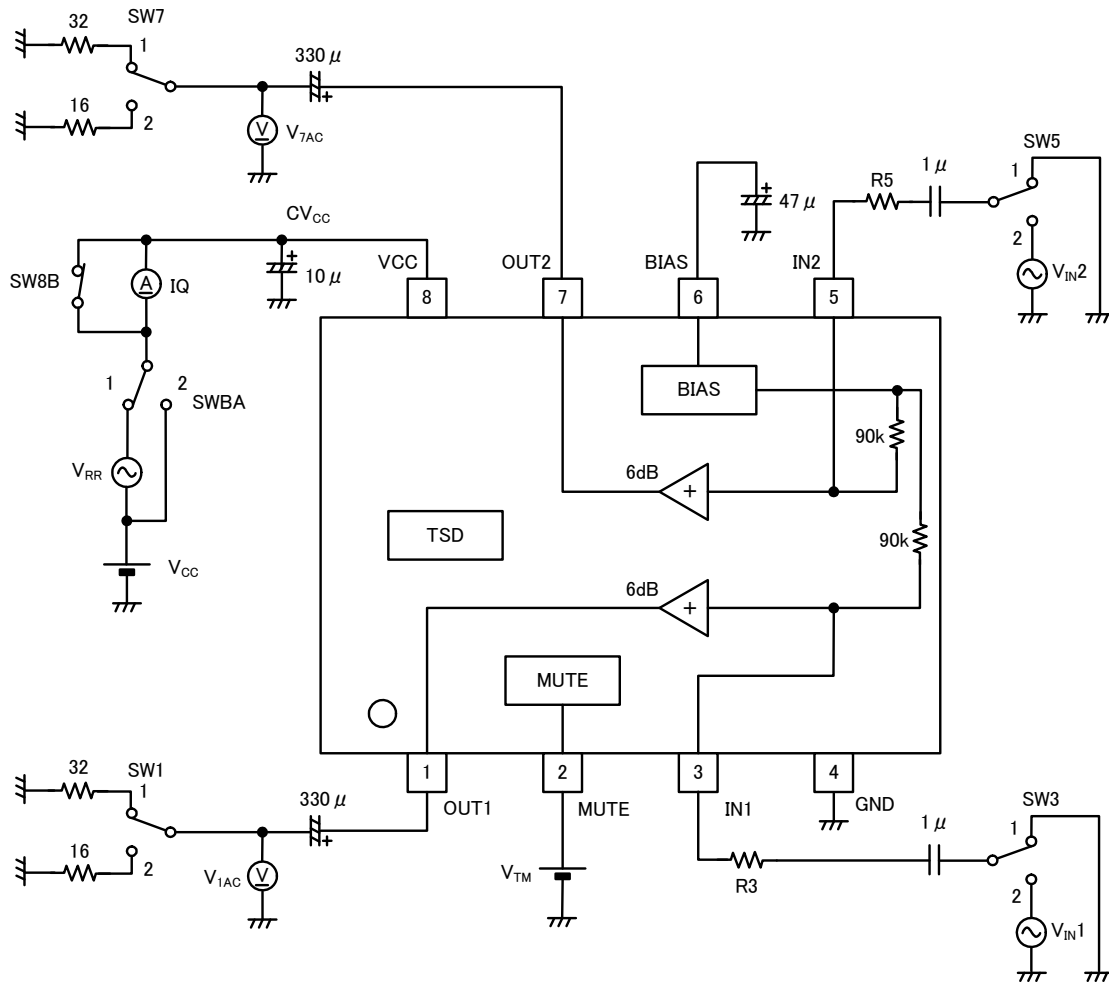 32
SW7
1
330μ
16
2
V7AC
SW5
1μ
1
R5
47μ
CVCC
2
VCC
OUT2
BIAS
IN2
10μ
SW8B
A
IQ
VIN2
8
7
6
5
1
2
SWBA
BIAS
90k
VRR
6dB
+
TSD
90k
VCC
6dB
+
MUTE
32
SW1
1
330μ
1
2
3
4
OUT1
MUTE
IN1
GND
SW3
1μ
1
16
2
V
V1AC
VTM
R3
2
VIN1
V